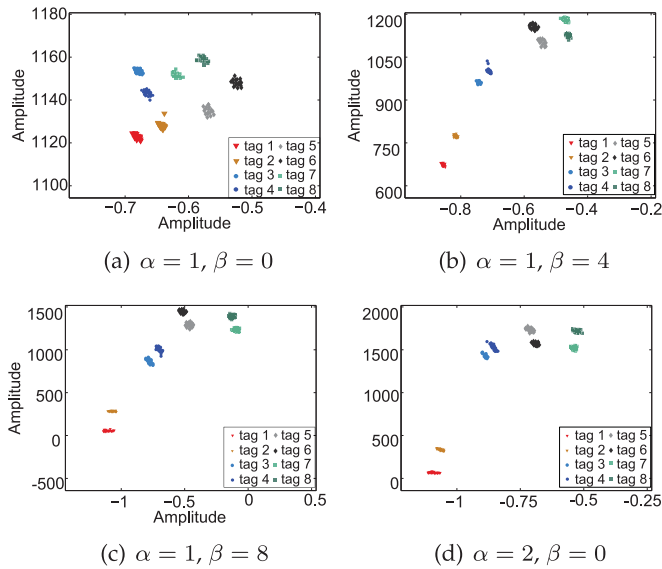 1180
1160
1140
1120
1100
Amplitude
−0.7 −0.6 −0.5 −0.4
Amplitude
tag 1 tag 5
tag 2 tag 6
tag 3 tag 7
tag 4 tag 8
(a) α = 1, β = 0
1200
1050
900
750
600
Amplitude
−0.8 −0.6 −0.4 −0.2
Amplitude
tag 1 tag 5
tag 2 tag 6
tag 3 tag 7
tag 4 tag 8
(b) α = 1, β = 4
1500
1000
500
0
−500
Amplitude
−1 −0.5 0 0.5
Amplitude
tag 1 tag 5
tag 2 tag 6
tag 3 tag 7
tag 4 tag 8
(c) α = 1, β = 8
2000
1500
1000
500
0
−1 −0.75 −0.5 −0.25
tag 1 tag 5
tag 2 tag 6
tag 3 tag 7
tag 4 tag 8
(d) α = 2, β = 0